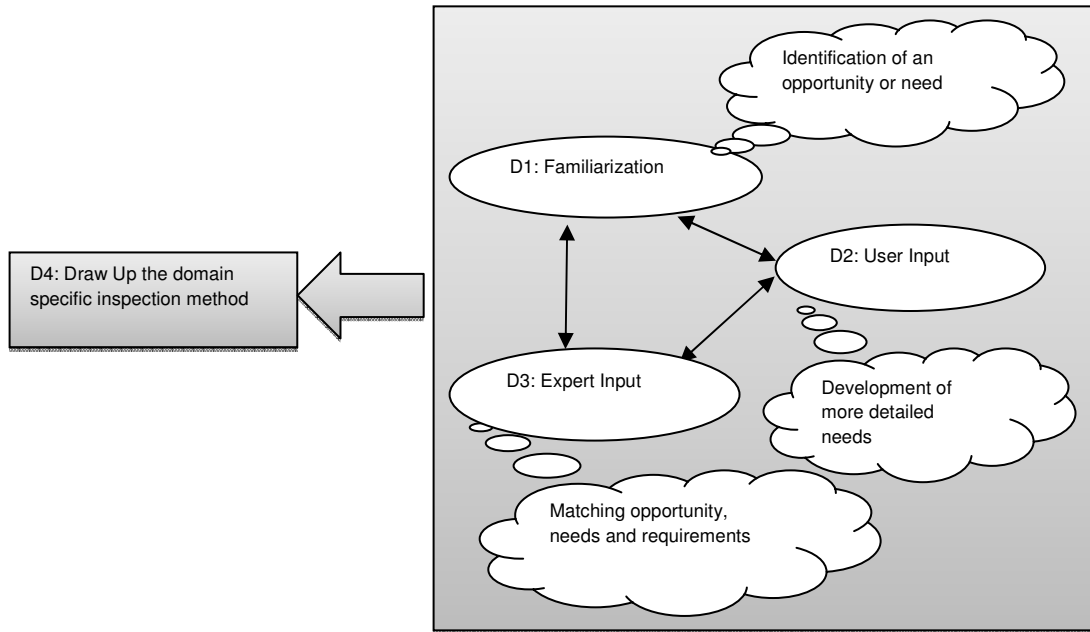 Identification of an
opportunity or need
D1: Familiarization
D2: User Input
D4: Draw Up the domain
specific inspection method
D3: Expert Input
Development of
more detailed
needs
Matching opportunity,
needs and requirements